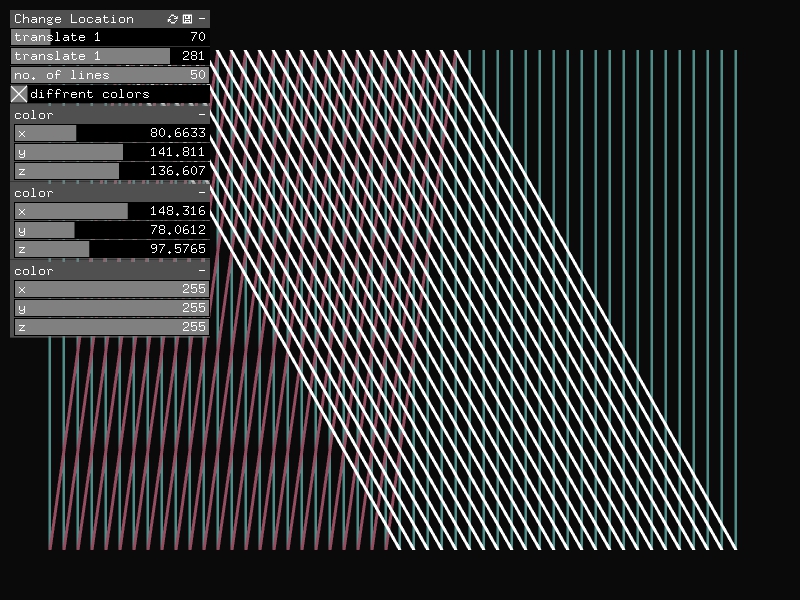 Change Location
translate 1 70
translate 1 281
no. of lines 50
diffrent colors
color
x 80.6633
y 141.811
z 136.607
color
x 148.316
y 78.0612
z 97.5765
color
x 255
y 255
z 255